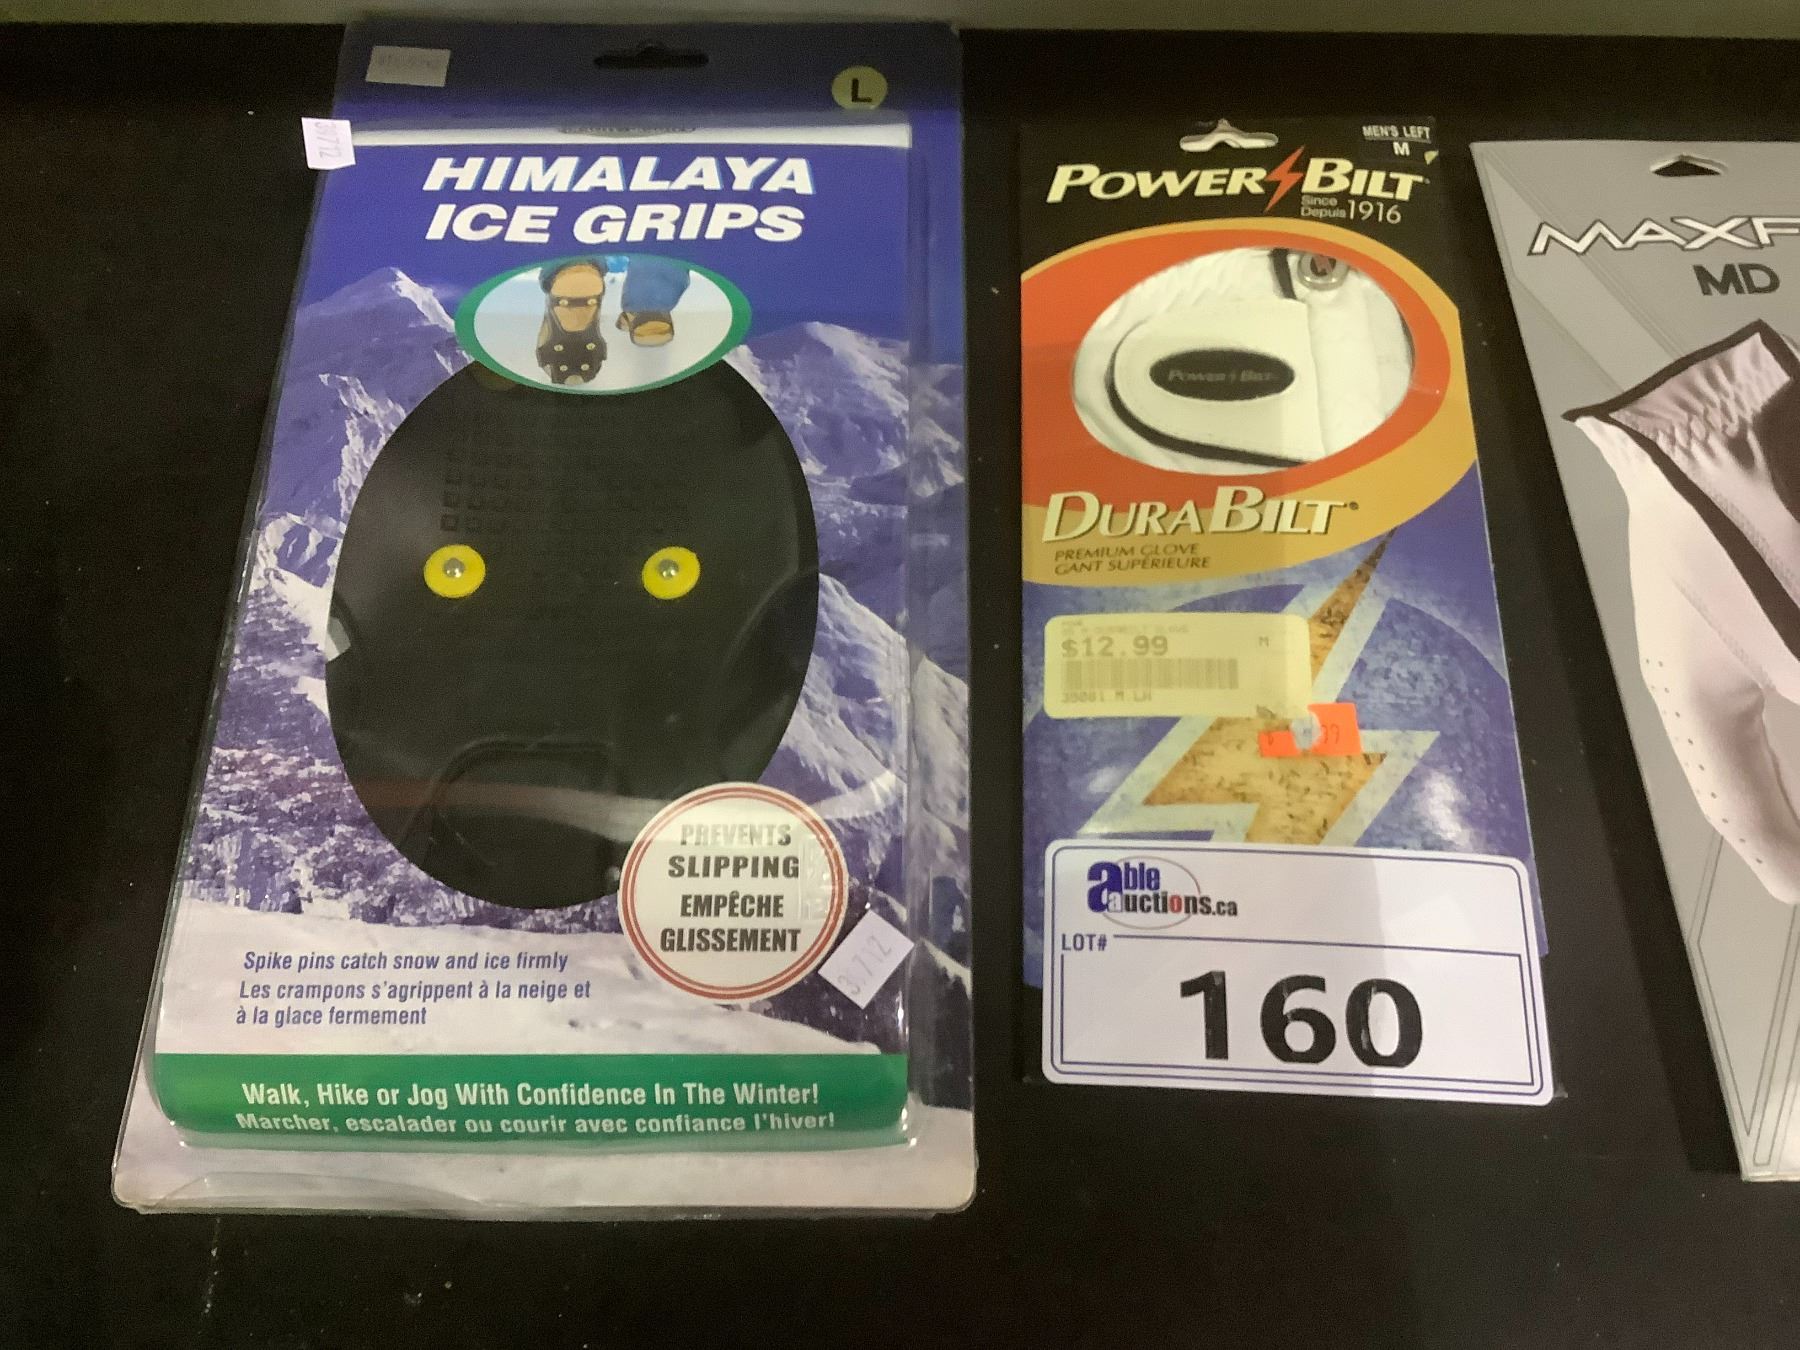 L
HIMALAYA
ICE GRIPS
PREVENTS
SLIPPING
EMPÊCHE
GLISSEMENT
Spike pins catch snow and ice firmly
Les crampons s'agrippent à la neige et
à la glace fermement
Walk, Hike or Jog With Confidence In The Winter!
Marcher, escalader ou courir avec confiance l'hiver!
MEN'S LEFT
M
POWER BILT
Since
Depuis 1916
POWER BILT
DURABILT
PREMIUM GLOVE
GANT SUPÉRIEURE
$12.99
M
able
auctions.ca
LOT#
160
MAXF
MD